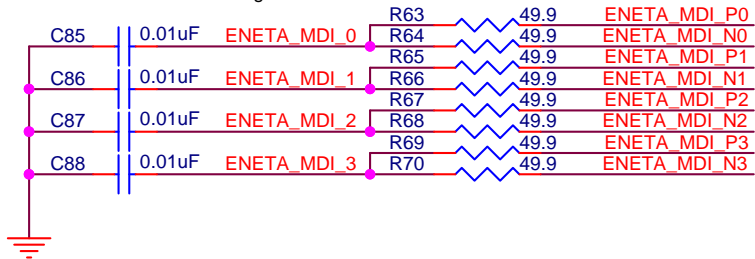 R63 49.9 ENETA_MDI_P0
C85 0.01uF ENETA_MDI_0 R64 49.9 ENETA_MDI_N0
R65 49.9 ENETA_MDI_P1
C86 0.01uF ENETA_MDI_1 R66 49.9 ENETA_MDI_N1
R67 49.9 ENETA_MDI_P2
C87 0.01uF ENETA_MDI_2 R68 49.9 ENETA_MDI_N2
R69 49.9 ENETA_MDI_P3
C88 0.01uF ENETA_MDI_3 R70 49.9 ENETA_MDI_N3